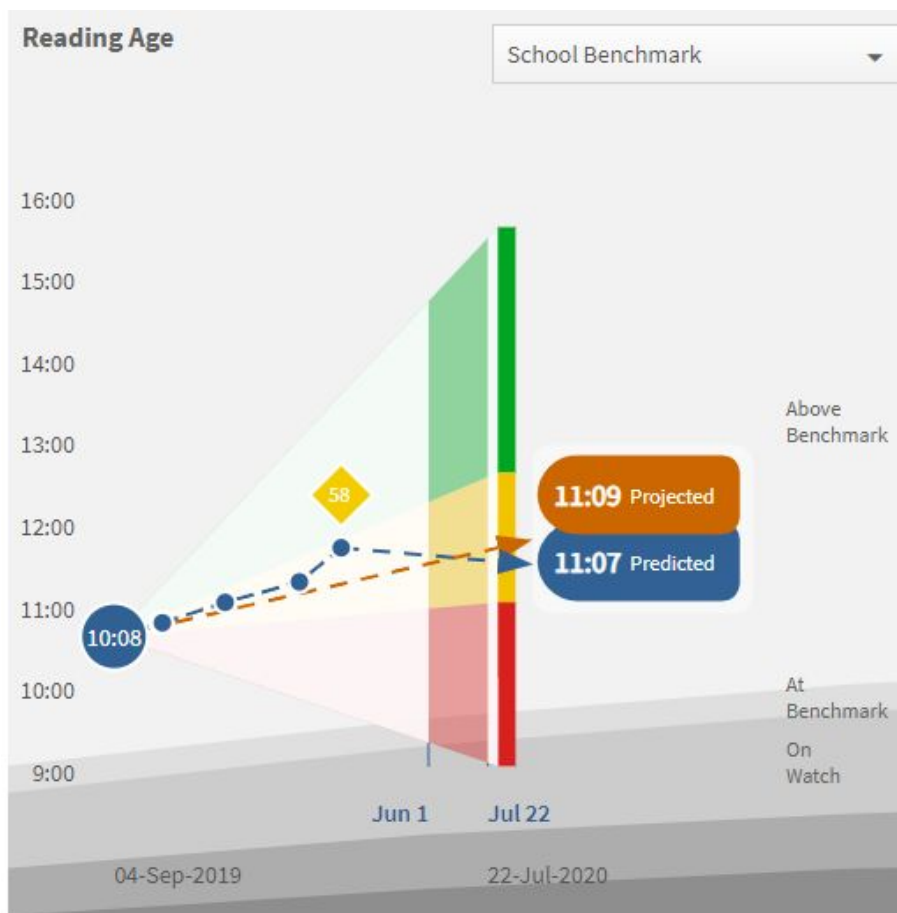 Reading Age
School Benchmark
16:00
15:00
14:00
13:00
12:00
11:00
10:00
9:00
58
10:08
11:09 Projected
11:07 Predicted
Above
Benchmark
At
Benchmark
On
Watch
Jun 1
Jul 22
04-Sep-2019
22-Jul-2020